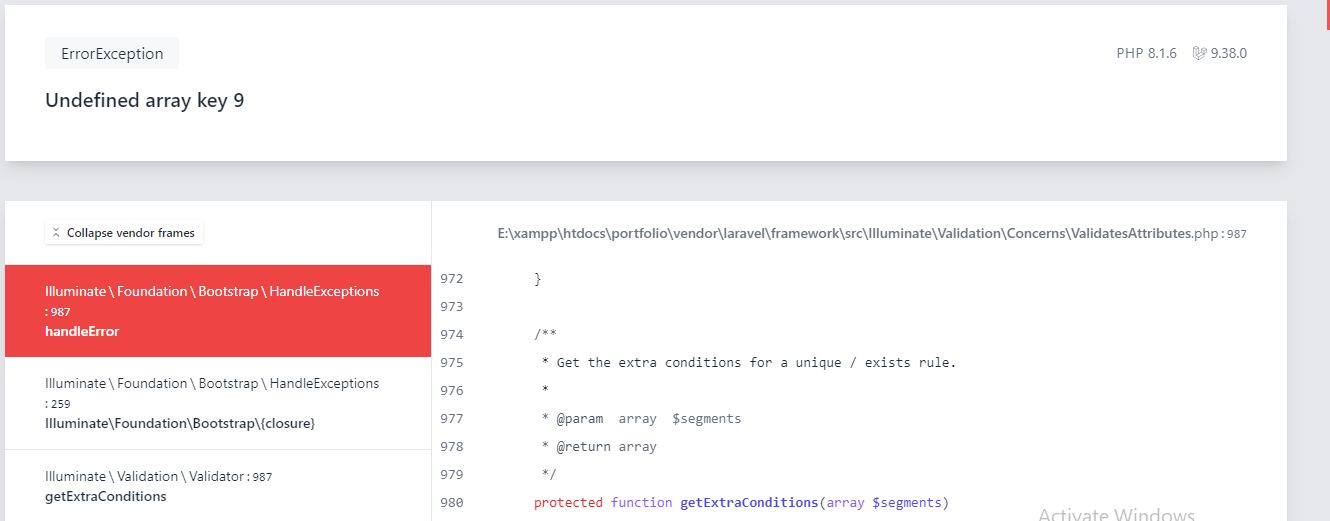 ErrorException
PHP 8.1.6 9.38.0
Undefined array key 9
Collapse vendor frames
E:\xampp\htdocs\portfolio\vendor\laravel\framework\src\Illuminate\Validation\Concerns\ValidatesAttributes.php : 987
Illuminate \ Foundation \ Bootstrap \ HandleExceptions
: 987
handleError
Illuminate \ Foundation \ Bootstrap \ HandleExceptions
: 259
Illuminate\Foundation\Bootstrap\{closure}
Illuminate \ Validation \ Validator : 987
getExtraConditions
972 }
973
974 /**
975 * Get the extra conditions for a unique / exists rule.
976 *
977 * @param  array  $segments
978 * @return array
979 */
980 protected function getExtraConditions(array $segments)
Activate Windows